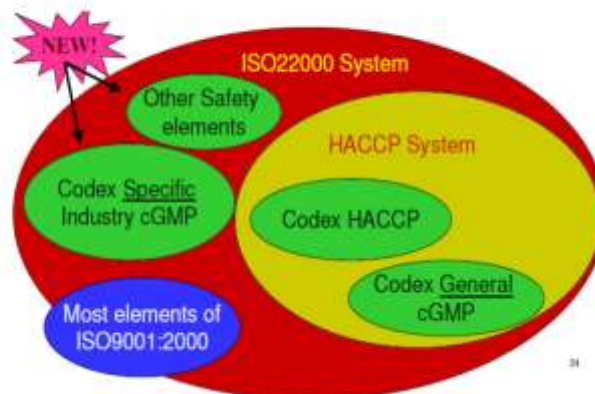 NEW!
ISO22000 System
Other Safety
elements
HACCP System
Codex Specific
Industry cGMP
Codex HACCP
Codex General
cGMP
Most elements of
ISO9001:2000